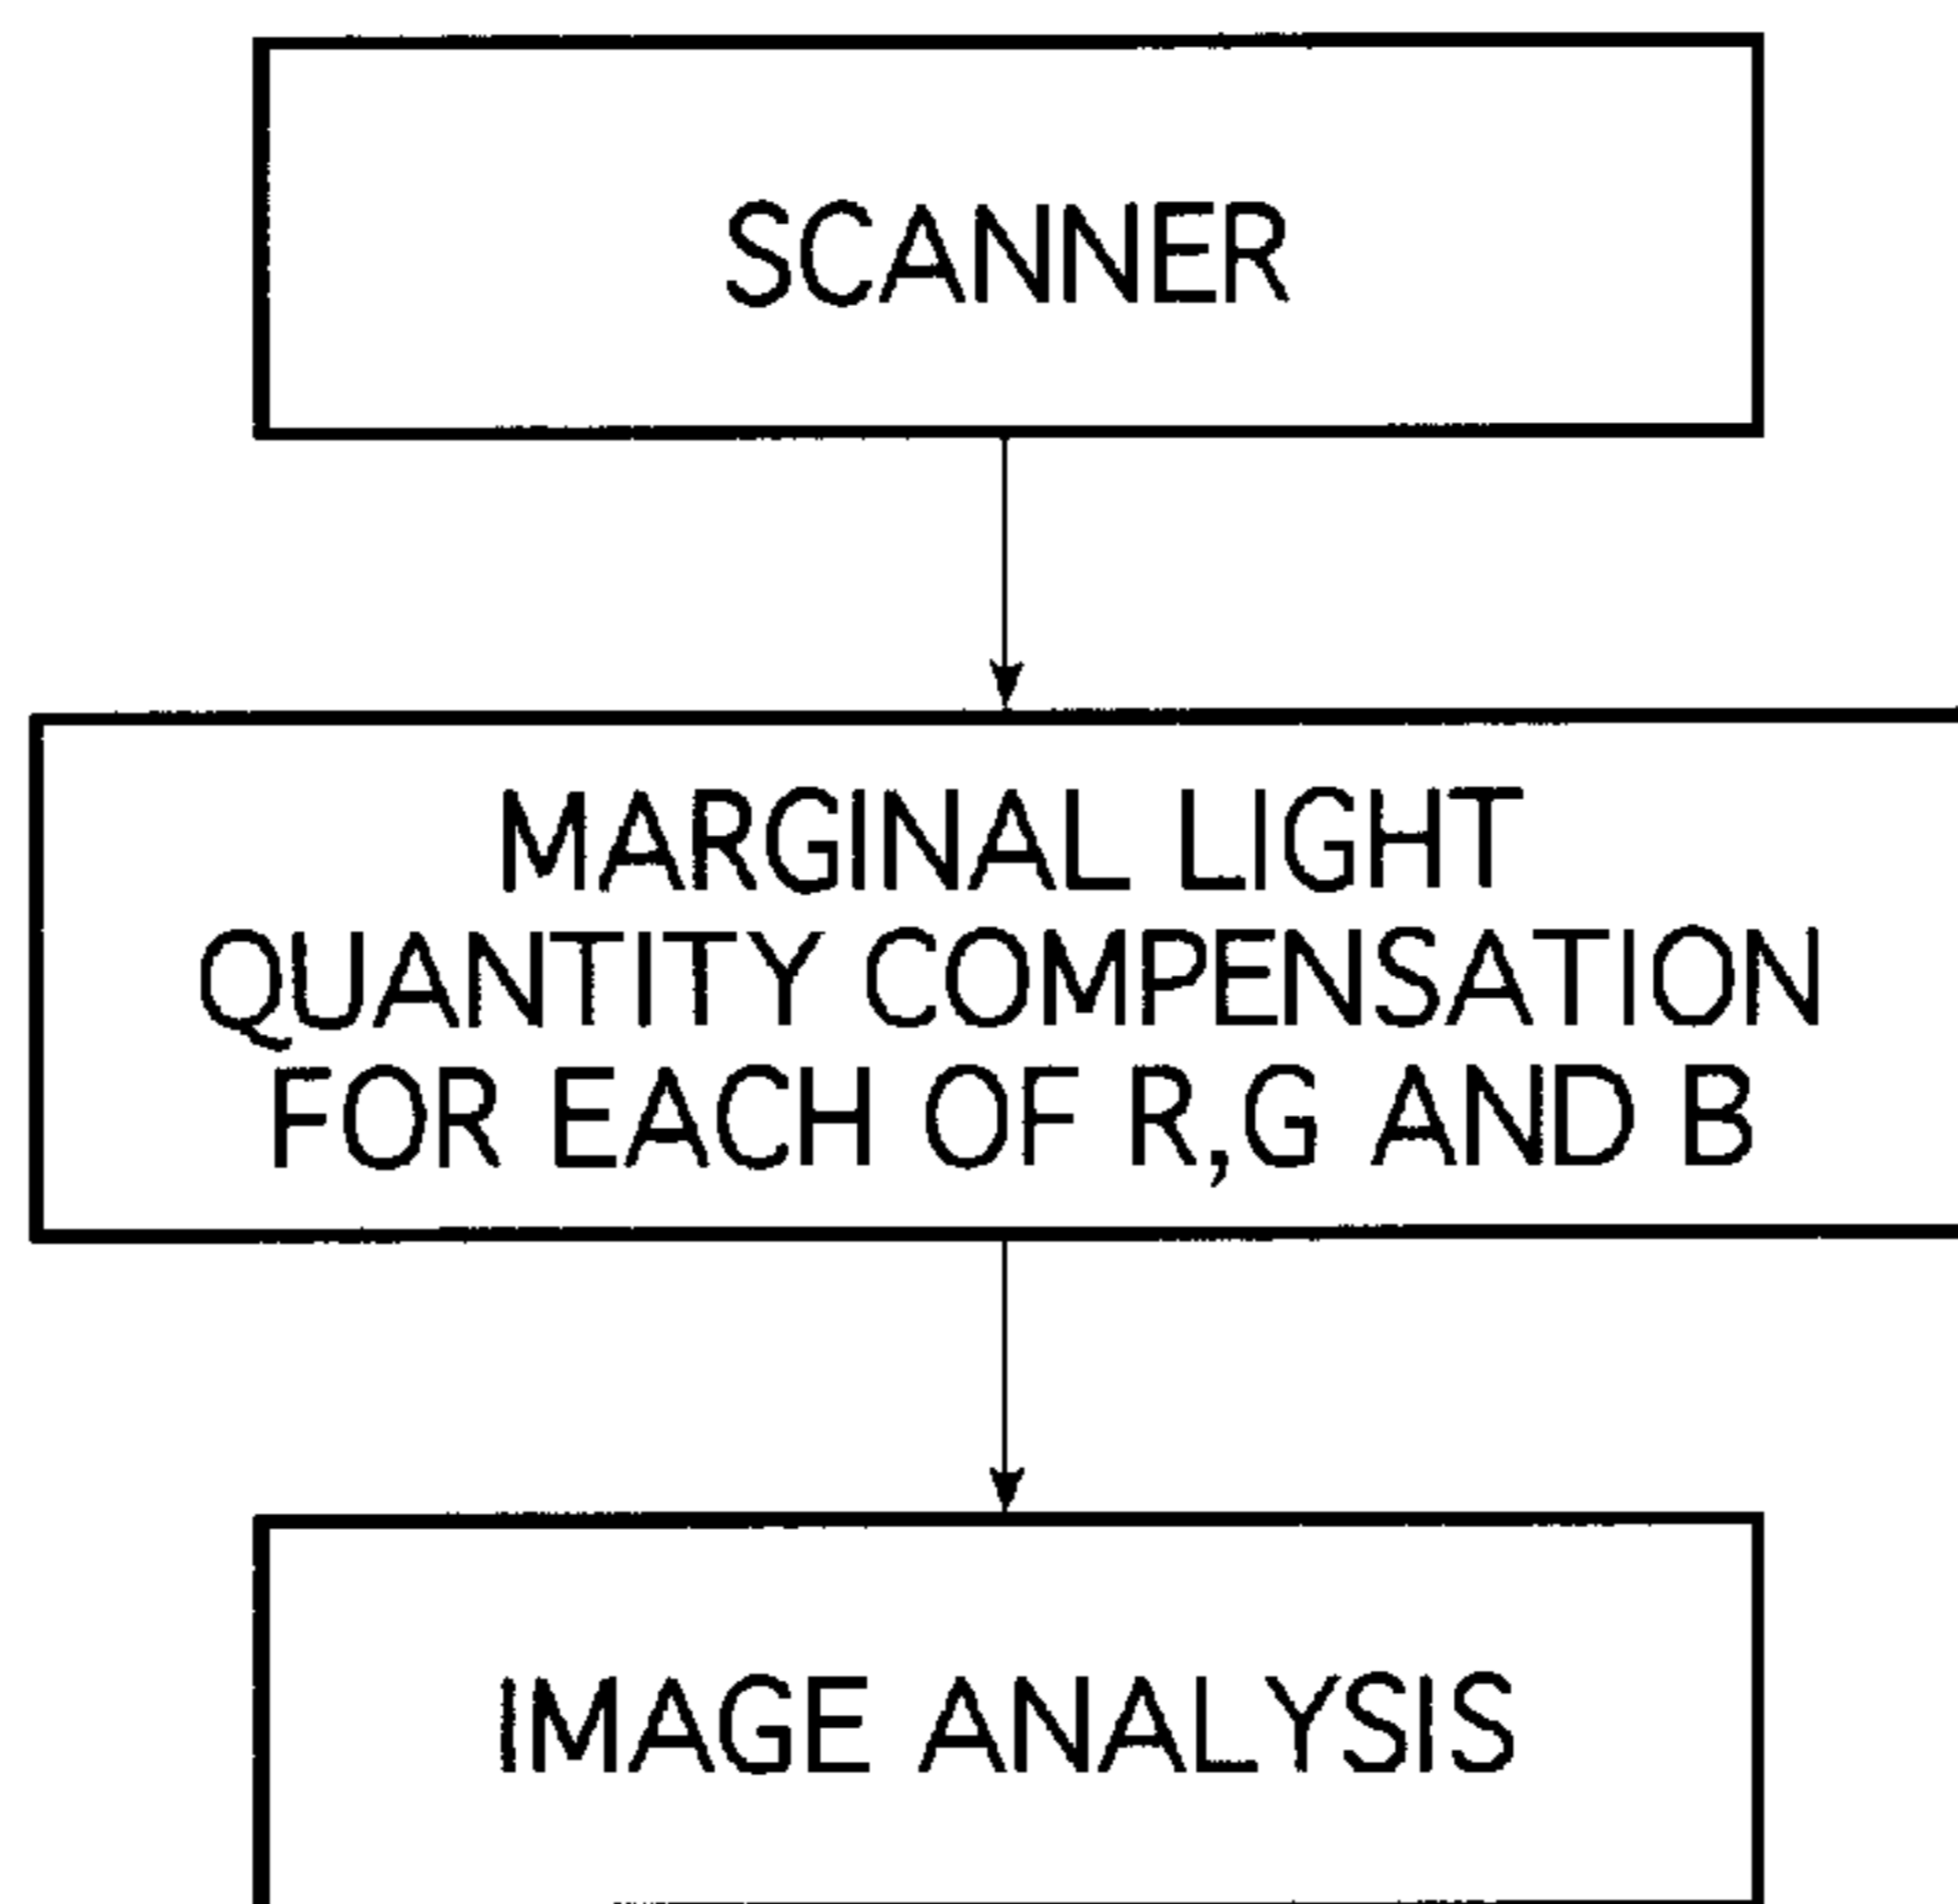 SCANNER
MARGINAL LIGHT
QUANTITY COMPENSATION
FOR EACH OF R,G AND B
IMAGE ANALYSIS